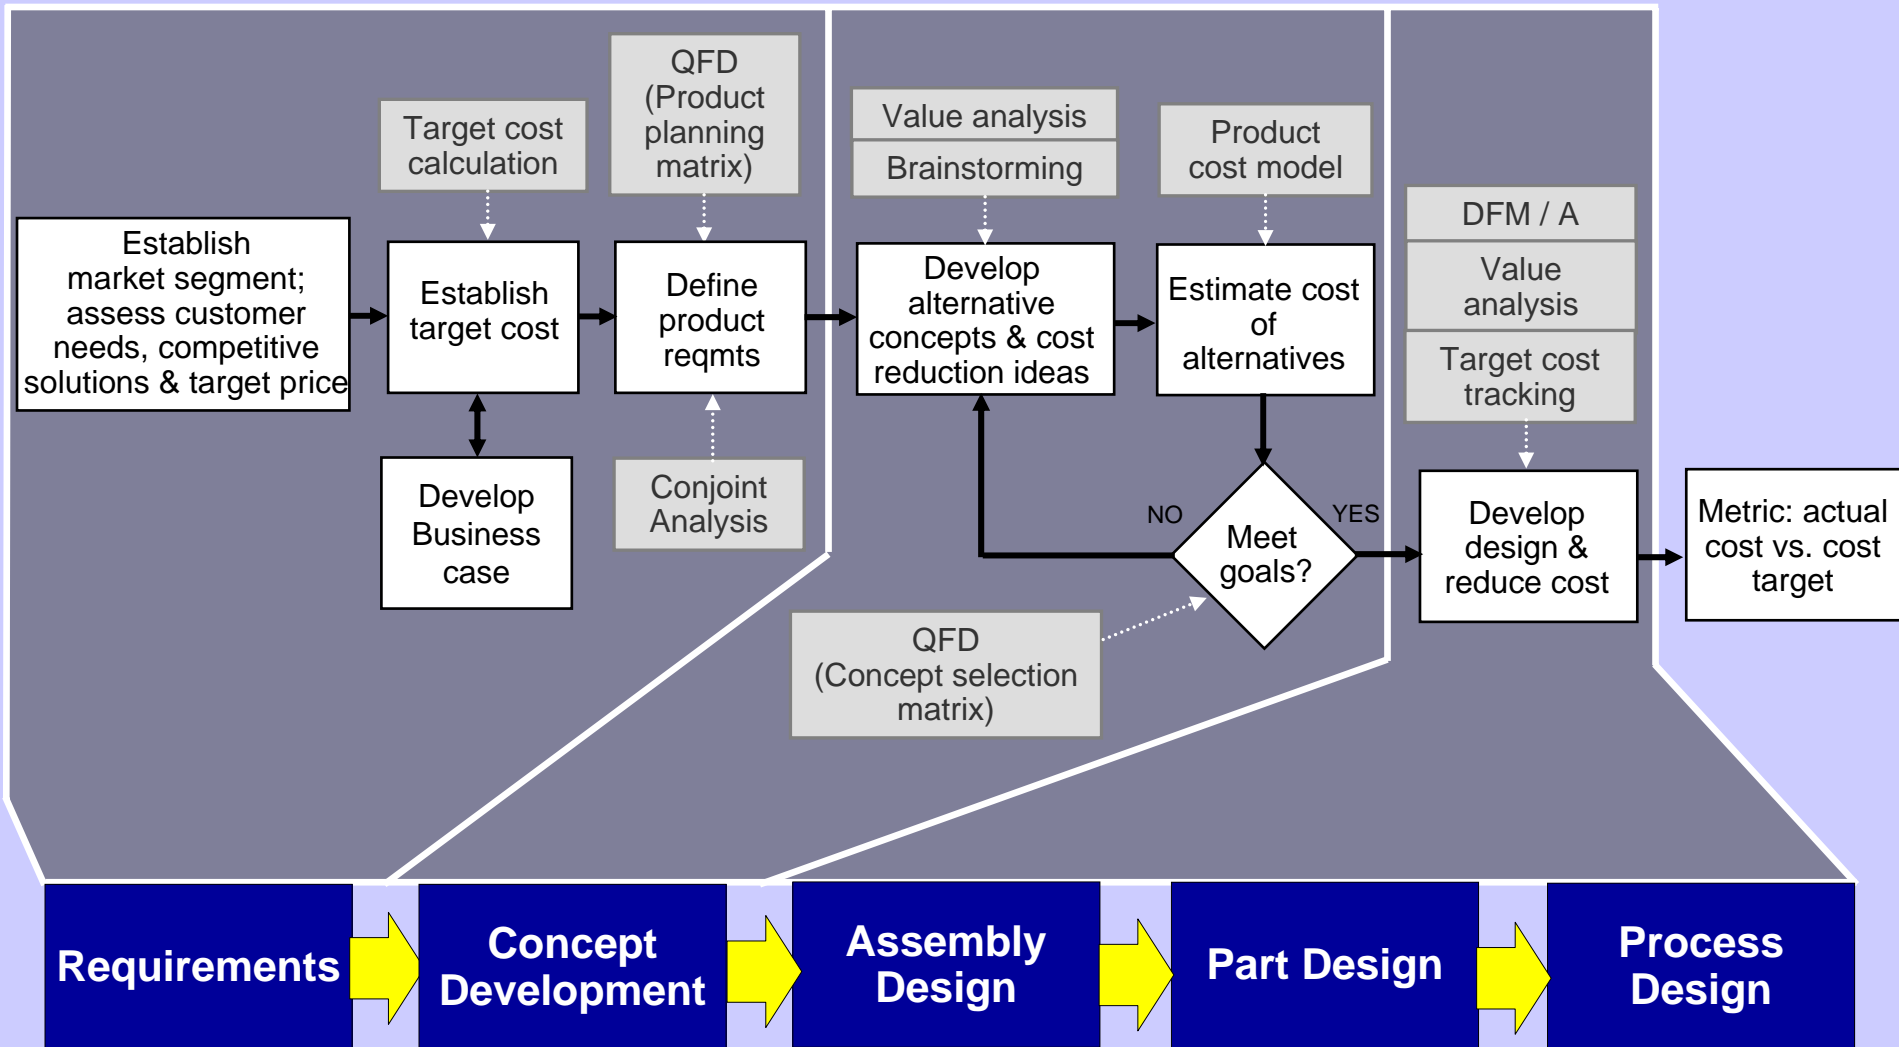 QFD
(Product
planning
matrix)
Target cost
calculation
Value analysis
Brainstorming
Product
cost model
DFM / A
Value
analysis
Target cost
tracking
Establish
market segment;
assess customer
needs, competitive
solutions & target price
Establish
target cost
Define
product
reqmts
Develop
alternative
concepts & cost
reduction ideas
Estimate cost
of
alternatives
Develop
Business
case
Conjoint
Analysis
NO
Meet
goals?
YES
Develop
design &
reduce cost
Metric: actual
cost vs. cost
target
QFD
(Concept selection
matrix)
Requirements
Concept
Development
Assembly
Design
Part Design
Process
Design